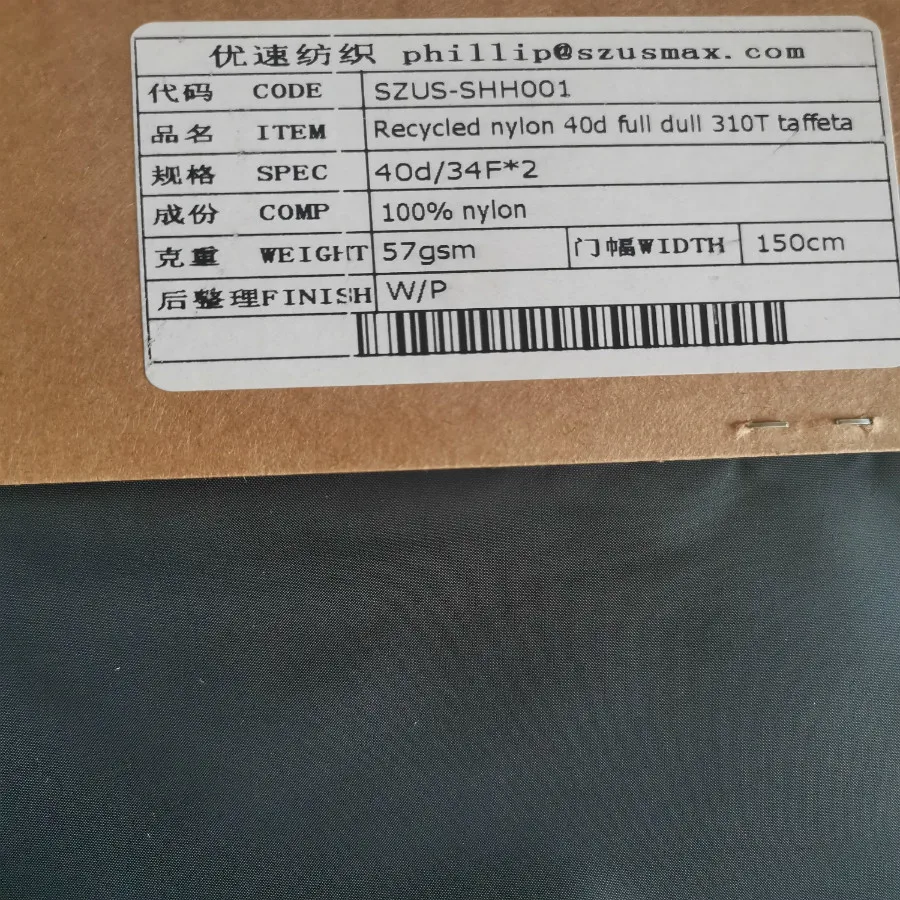 优速纺织 phillip@szusmax.com
代码 CODE SZUS-SHH001
品名 ITEM Recycled nylon 40d full dull 310T taffeta
规格 SPEC 40d/34F*2
成份 COMP 100% nylon
克重 WEIGHT 57gsm 门幅WIDTH 150cm
后整理FINISH W/P